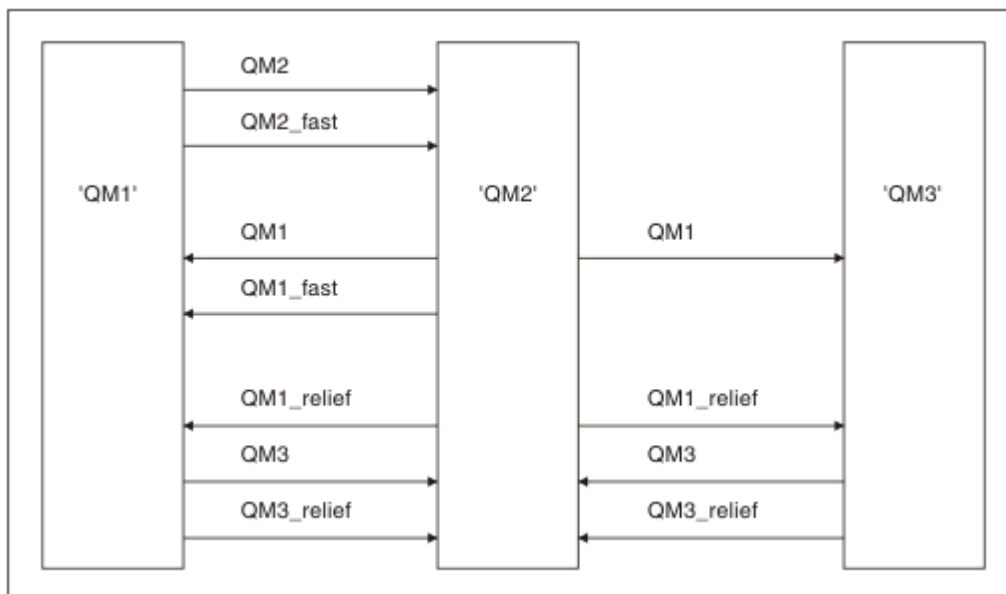 QM2
QM2_fast
'QM1'
'QM2'
'QM3'
QM1
QM1
QM1_fast
QM1_relief
QM1_relief
QM3
QM3
QM3_relief
QM3_relief